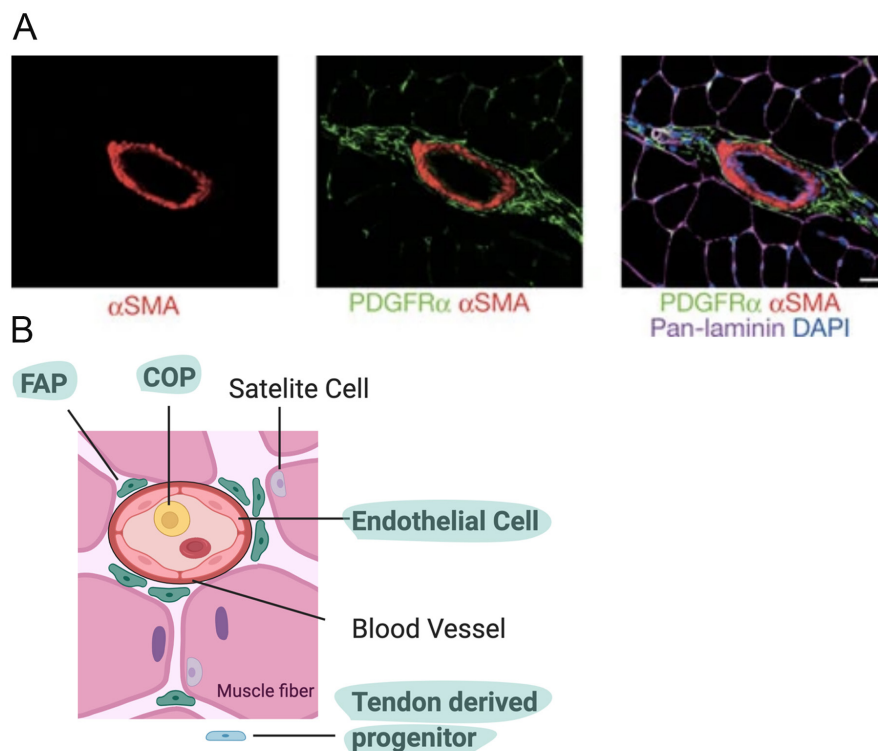 A
αSMA
PDGFRα αSMA
PDGFRα αSMA
Pan-laminin DAPI
B
FAP
COP
Satelite Cell
Endothelial Cell
Blood Vessel
Muscle fiber
Tendon derived
progenitor